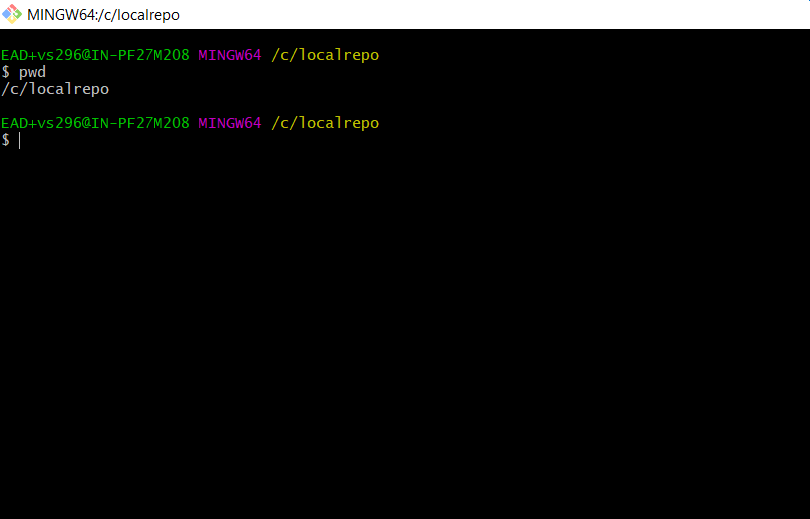 MINGW64:/c/localrepo
EAD+vs296@IN-PF27M208 MINGW64 /c/localrepo
$ pwd
/c/localrepo
EAD+vs296@IN-PF27M208 MINGW64 /c/localrepo
$